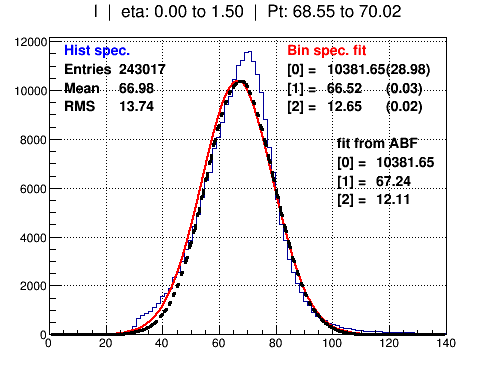 I | eta: 0.00 to 1.50 | Pt: 68.55 to 70.02
Hist spec.
Entries 243017
Mean 66.98
RMS 13.74
Bin spec. fit
[0] = 10381.65(28.98)
[1] = 66.52 (0.03)
[2] = 12.65 (0.02)
fit from ABF
[0] = 10381.65
[1] = 67.24
[2] = 12.11
12000
10000
8000
6000
4000
2000
0
0 20 40 60 80 100 120 140